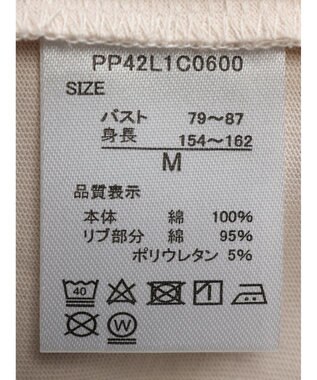 PP42L1C0600
SIZE
バスト 79～87
身長 154～162
M
品質表示
本体 綿 100%
リブ部分 綿 95%
ポリウレタン 5%
40
W